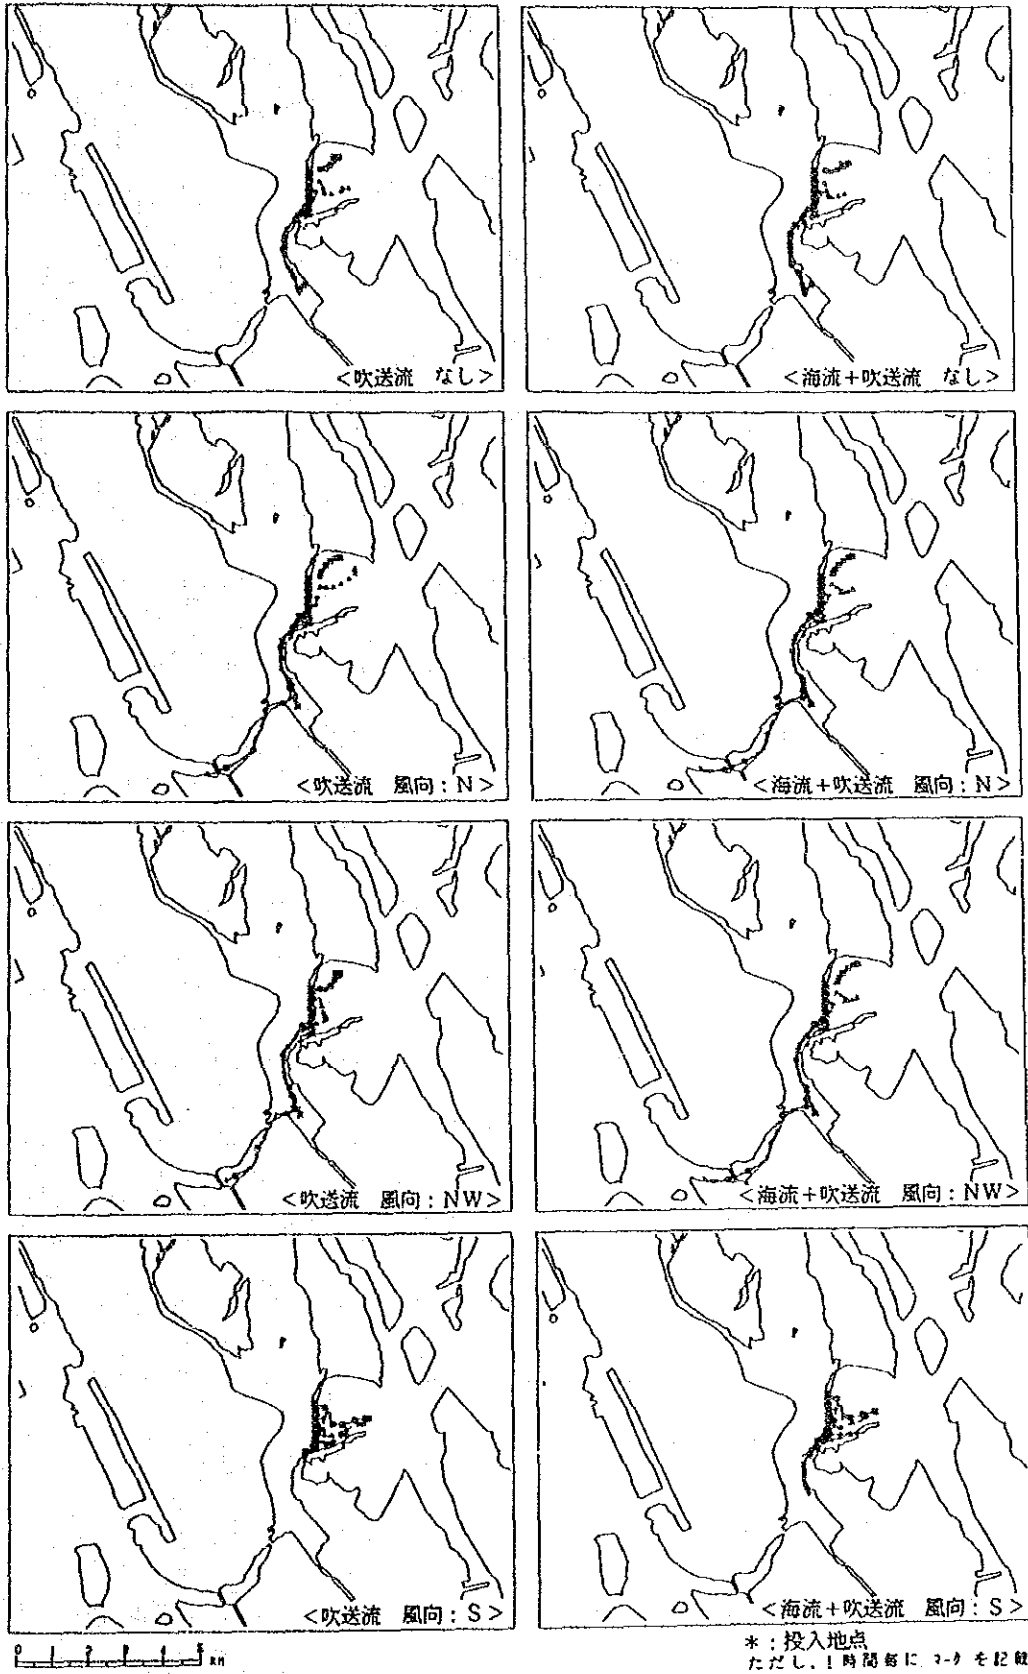 <吹送流 なし>
<海流+吹送流 なし>
<吹送流 風向:N>
<海流+吹送流 風向:N>
<吹送流 風向:NW>
<海流+吹送流 風向:NW>
<吹送流 風向:S>
<海流+吹送流 風向:S>
0 1 2 3 4 5 KM
*:投入地点
ただし、1時間毎に マーク を記載